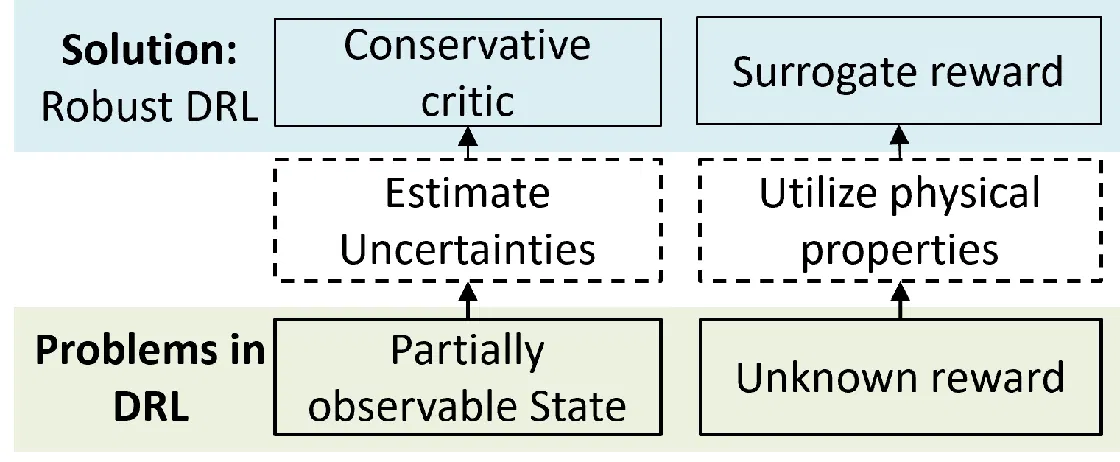 Solution:
Robust DRL
Conservative
critic
Surrogate reward
Estimate
Uncertainties
Utilize physical
properties
Problems in
DRL
Partially
observable State
Unknown reward